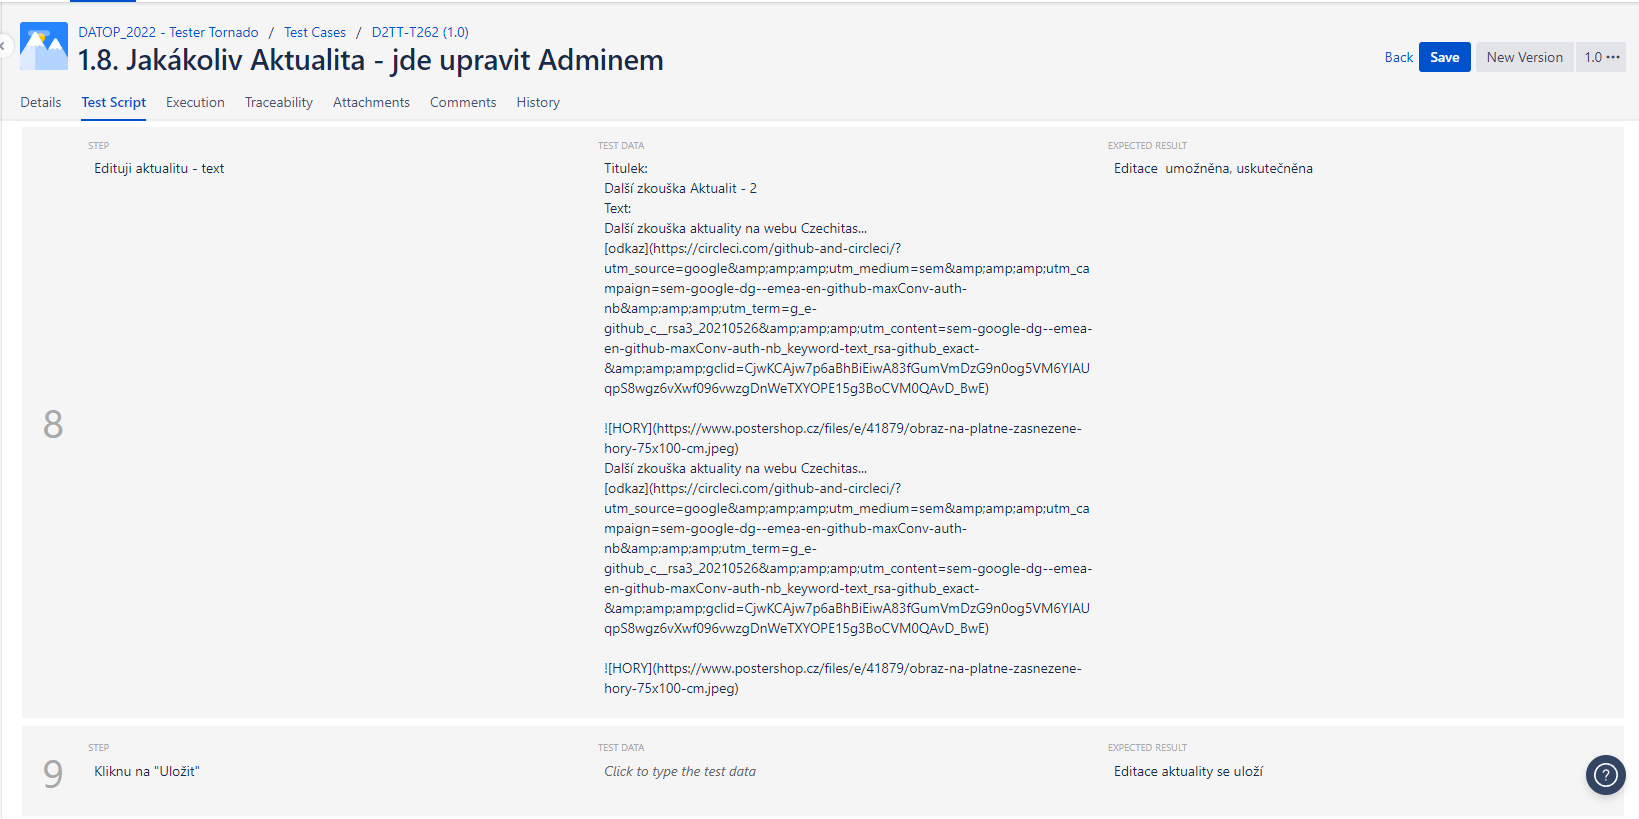 DATOP_2022 - Tester Tornado / Test Cases / D2TT-T262 (1.0)
1.8. Jakákoliv Aktualita - jde upravit Adminem
Back Save New Version 1.0 •••
Details Test Script Execution Traceability Attachments Comments History
STEP TEST DATA EXPECTED RESULT
Edituji aktualitu - text
Titulek:
Další zkouška Aktualit - 2
Text:
Další zkouška aktuality na webu Czechitas...
[odkaz](https://circleci.com/github-and-circleci/?
utm_source=google&amp;amp;amp;utm_medium=sem&amp;amp;amp;utm_ca
mpaign=sem-google-dg--emea-en-github-maxConv-auth-
nb&amp;amp;amp;utm_term=g_e-
github_c__rsa3_20210526&amp;amp;amp;utm_content=sem-google-dg--emea-
en-github-maxConv-auth-nb_keyword-text_rsa-github_exact-
&amp;amp;amp;gclid=CjwKCAjw7p6aBhBiEiwA83fGumVmDzG9n0og5VM6YlAU
qpS8wgz6vXwf096vwzgDnWeTXYOPE15g3BoCVM0QAvD_BwE)
![HORY](https://www.postershop.cz/files/e/41879/obraz-na-platne-zasnezene-
hory-75x100-cm.jpeg)
Další zkouška aktuality na webu Czechitas...
[odkaz](https://circleci.com/github-and-circleci/?
utm_source=google&amp;amp;amp;utm_medium=sem&amp;amp;amp;utm_ca
mpaign=sem-google-dg--emea-en-github-maxConv-auth-
nb&amp;amp;amp;utm_term=g_e-
github_c__rsa3_20210526&amp;amp;amp;utm_content=sem-google-dg--emea-
en-github-maxConv-auth-nb_keyword-text_rsa-github_exact-
&amp;amp;amp;gclid=CjwKCAjw7p6aBhBiEiwA83fGumVmDzG9n0og5VM6YlAU
qpS8wgz6vXwf096vwzgDnWeTXYOPE15g3BoCVM0QAvD_BwE)
![HORY](https://www.postershop.cz/files/e/41879/obraz-na-platne-zasnezene-
hory-75x100-cm.jpeg)
Editace  umožněna, uskutečněna
8
STEP TEST DATA EXPECTED RESULT
9
Kliknu na "Uložit"
Click to type the test data
Editace aktuality se uloží
?